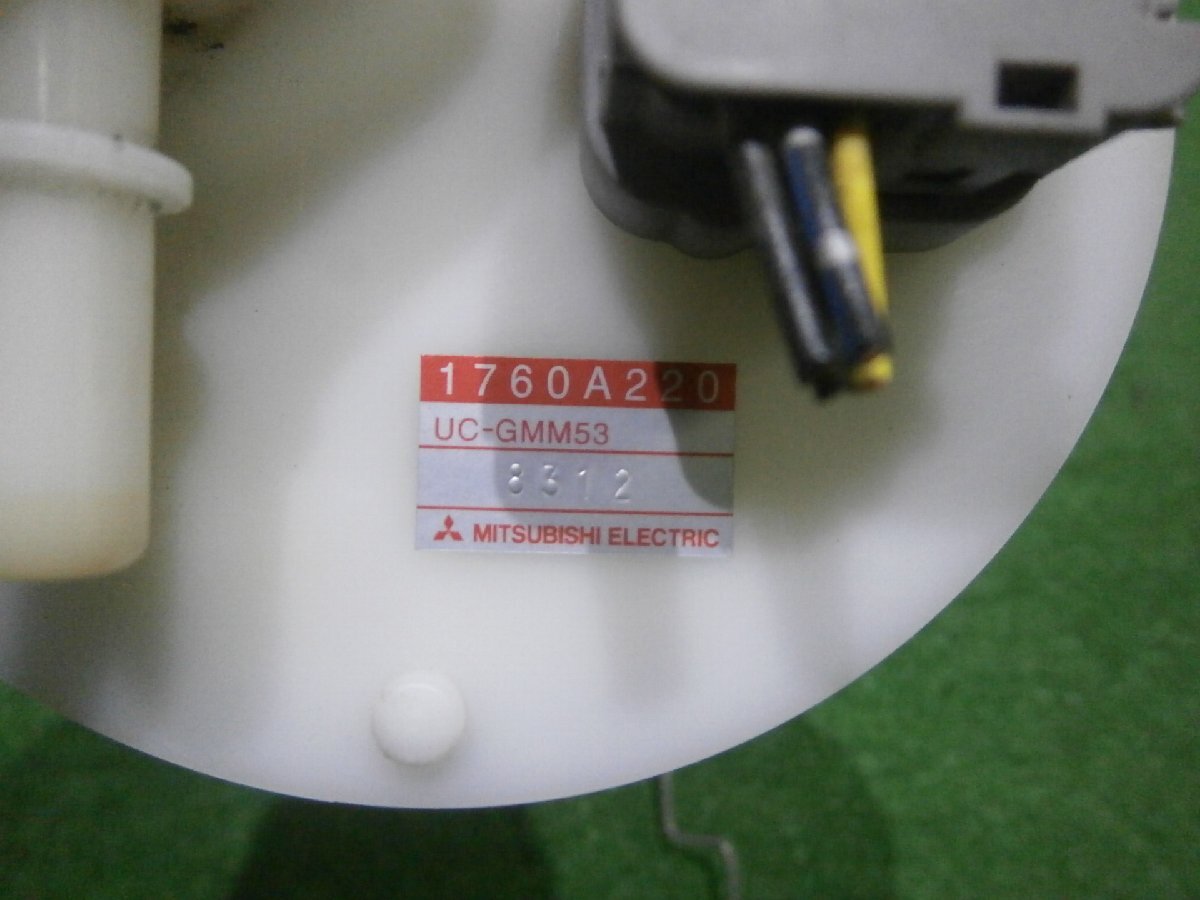 1760A220
UC-GMM53
8312
MITSUBISHI ELECTRIC